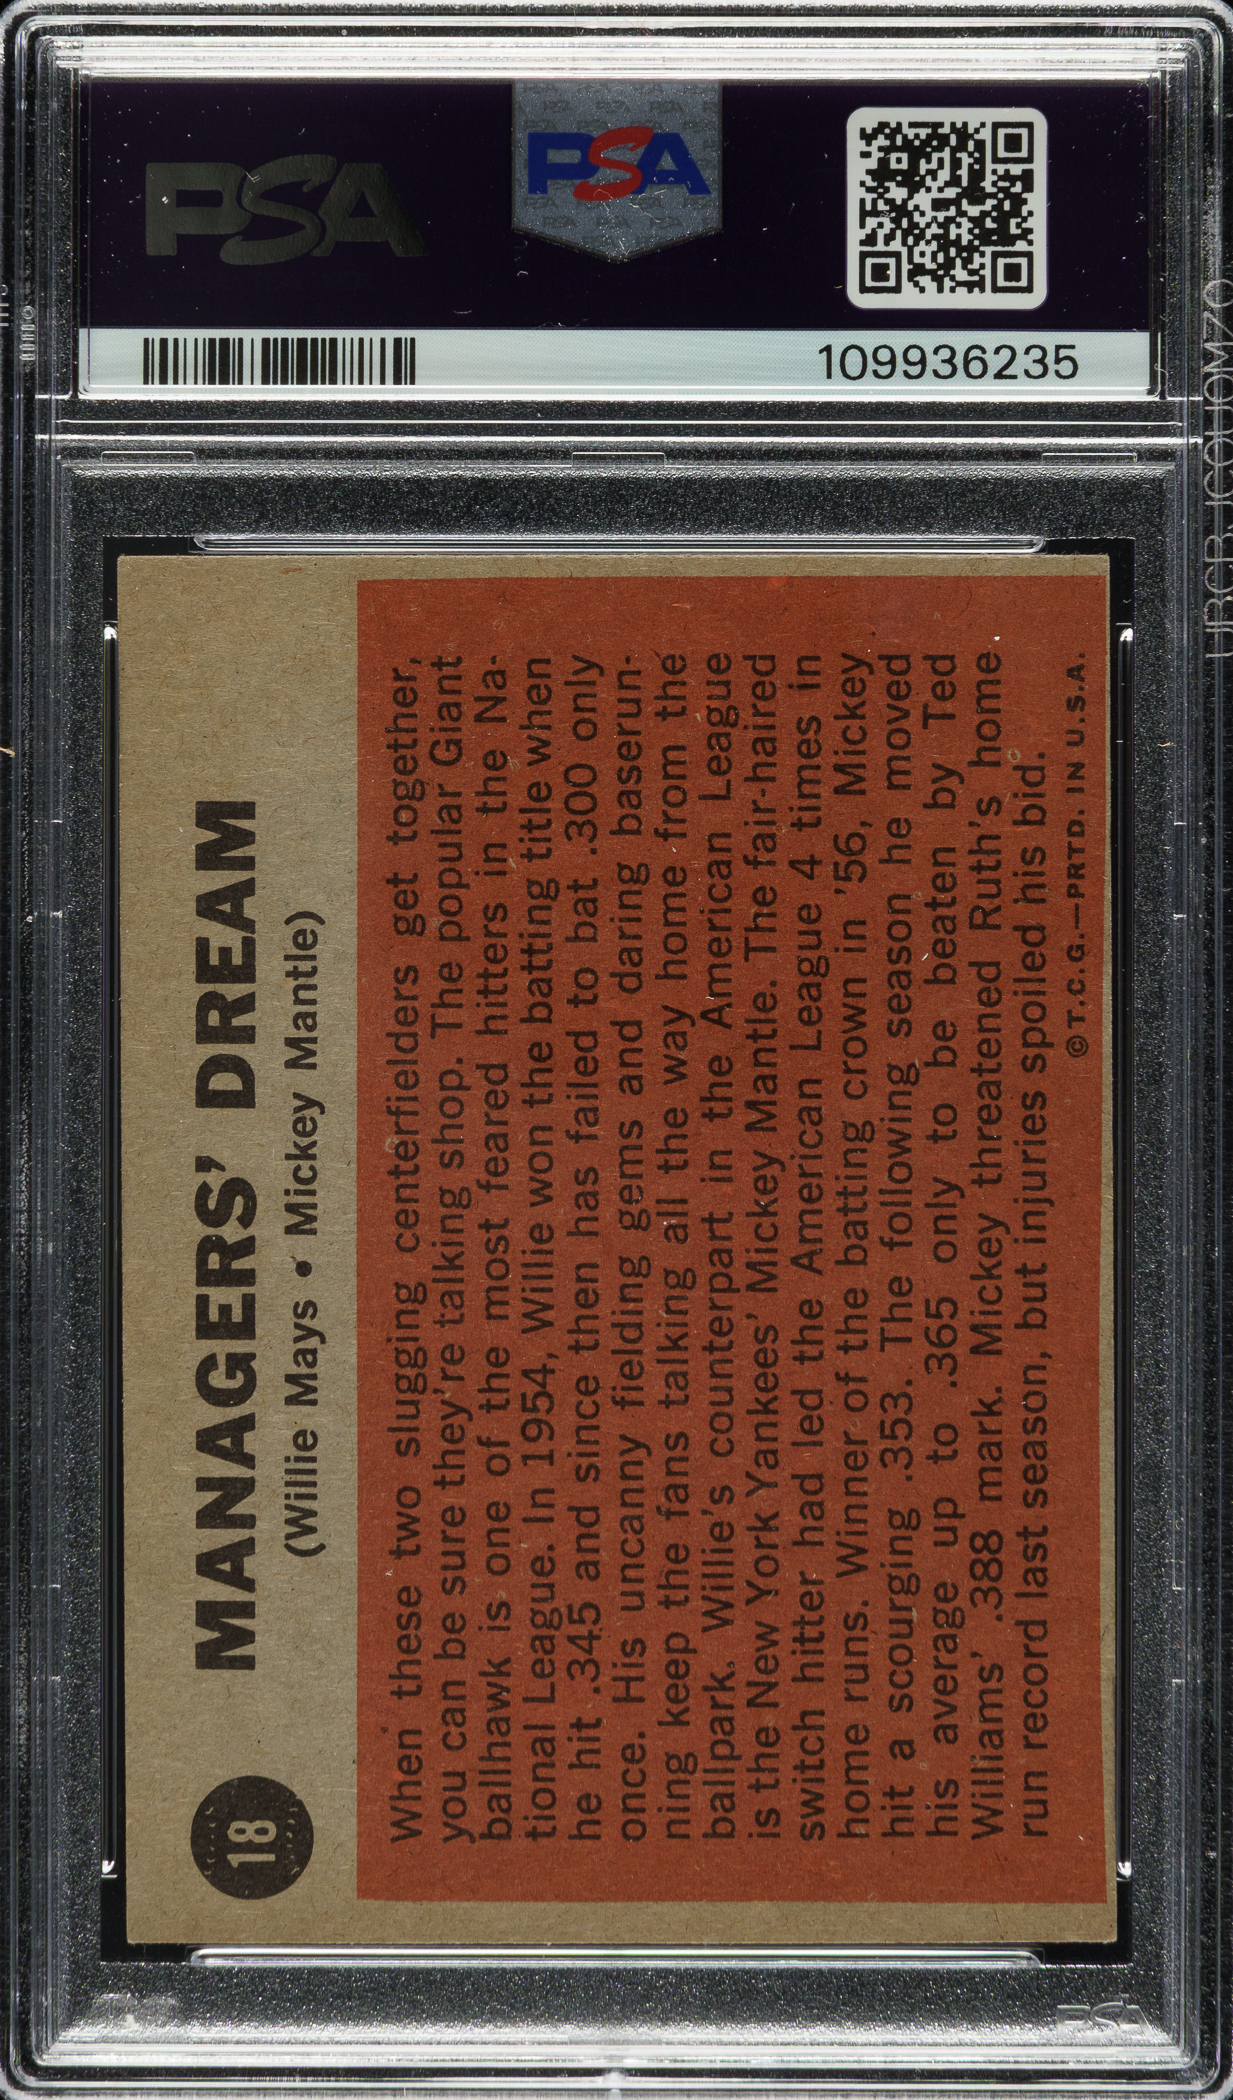 PSA
PSA
109936235
18
MANAGERS' DREAM
(Willie Mays • Mickey Mantle)
When these two slugging centerfielders get together,
you can be sure they're talking shop. The popular Giant
ballhawk is one of the most feared hitters in the Na-
tional League. In 1954, Willie won the batting title when
he hit .345 and since then has failed to bat .300 only
once. His uncanny fielding gems and daring baserun-
ning keep the fans talking all the way home from the
ballpark. Willie's counterpart in the American League
is the New York Yankees' Mickey Mantle. The fair-haired
switch hitter had led the American League 4 times in
home runs. Winner of the batting crown in '56, Mickey
hit a scourging .353. The following season he moved
his average up to .365 only to be beaten by Ted
Williams' .388 mark. Mickey threatened Ruth's home
run record last season, but injuries spoiled his bid.
© T.C.G.—PRTD. IN U.S.A.
PSA